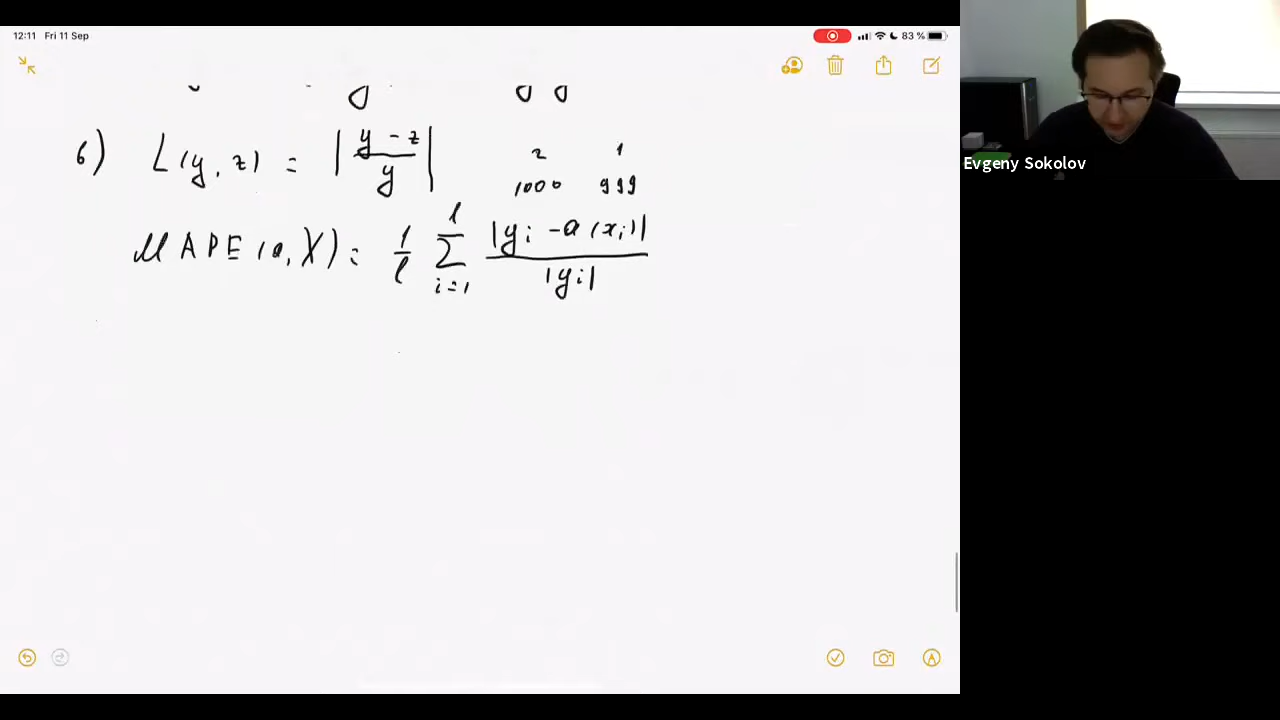 12:11 Fri 11 Sep
83 %
Evgeny Sokolov
6) L(y, z) = |y - z / y|
2 1
1000 999
MAPE(a, X) = 1/l Σ_{i=1}^{l} |y_i - a(x_i)| / |y_i|